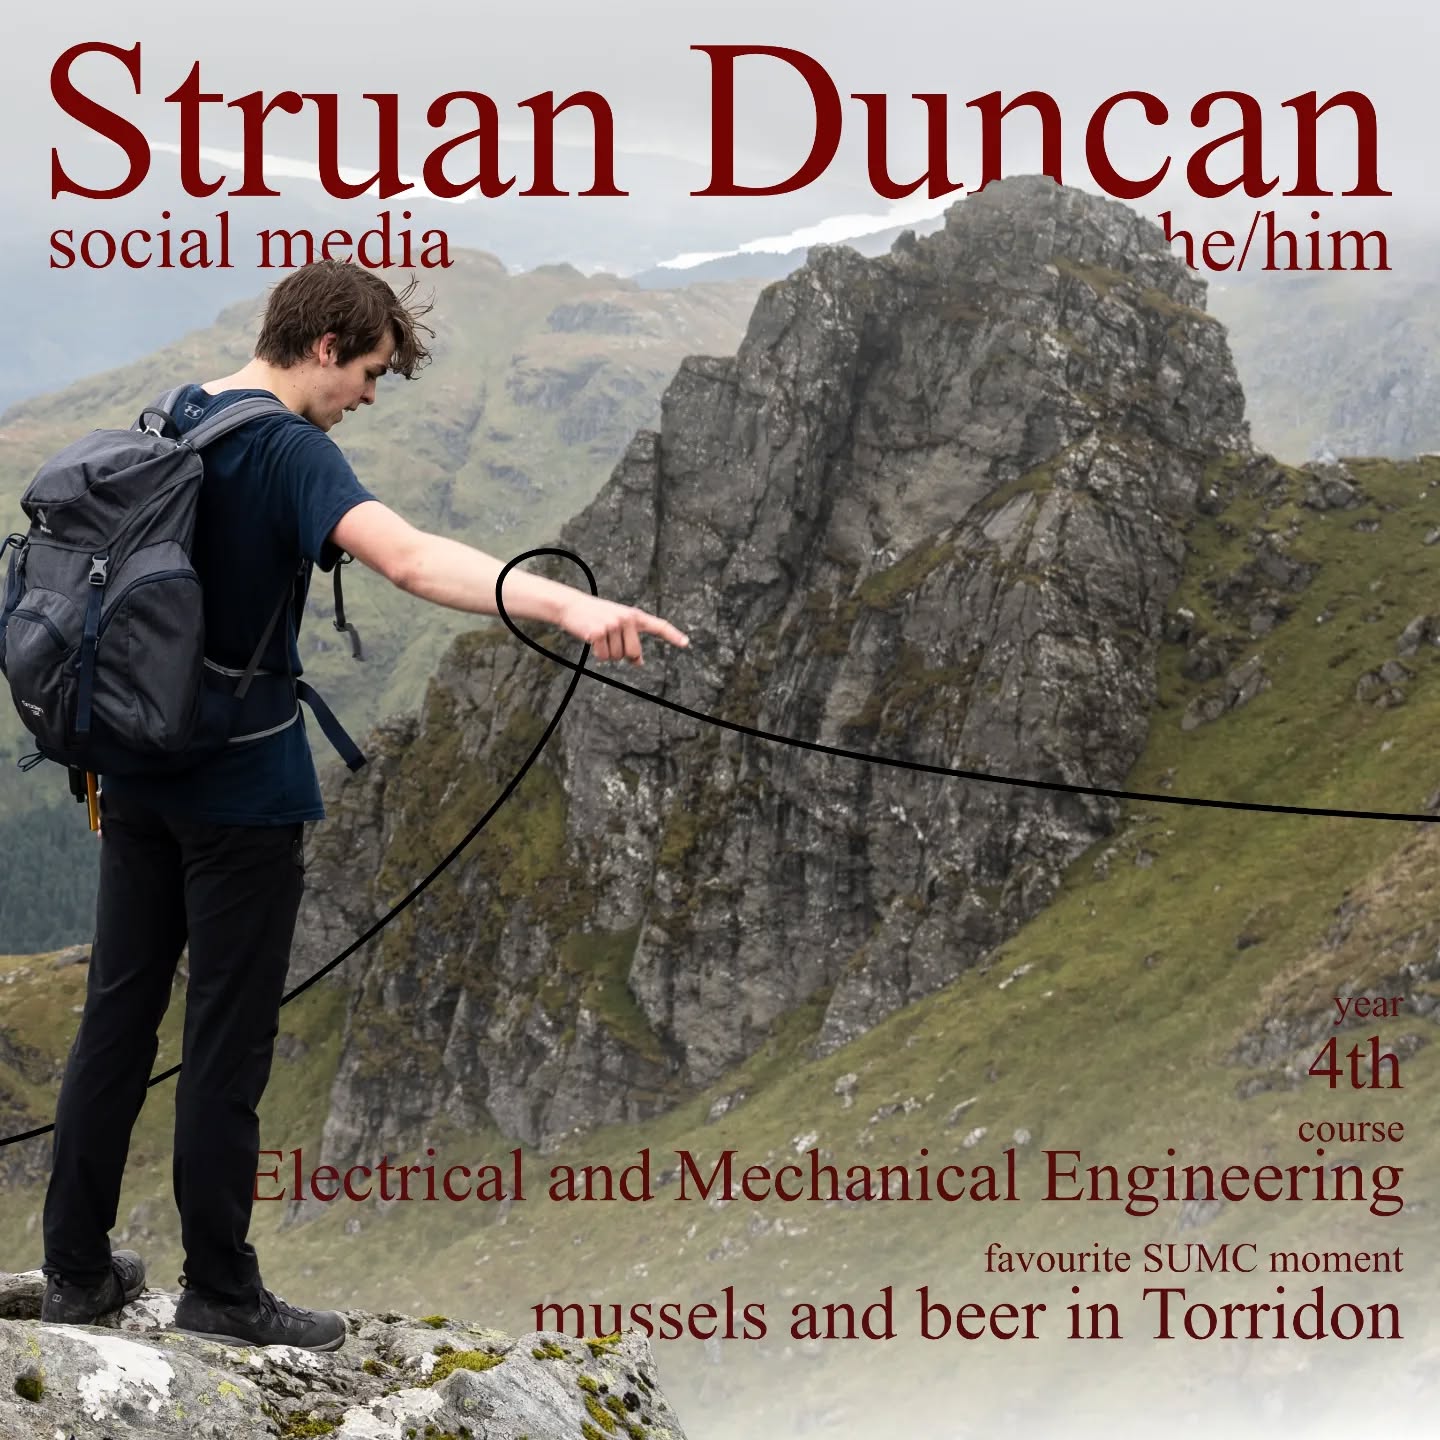 Struan Duncan
social media he/him
year
4th
course
Electrical and Mechanical Engineering
favourite SUMC moment
mussels and beer in Torridon